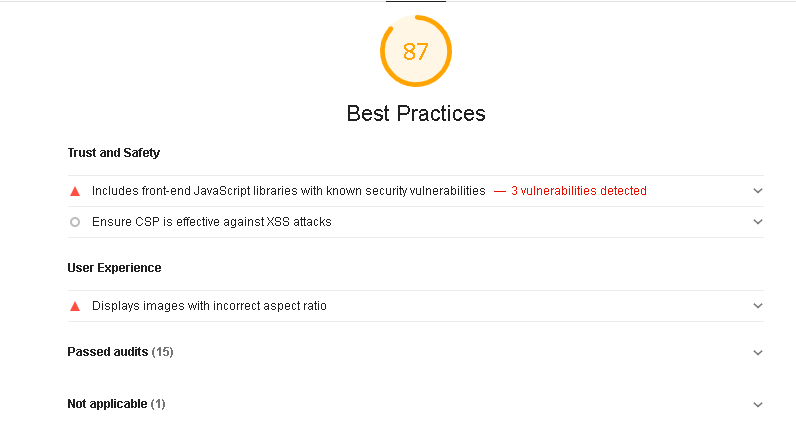 87
Best Practices
Trust and Safety
Includes front-end JavaScript libraries with known security vulnerabilities — 3 vulnerabilities detected
Ensure CSP is effective against XSS attacks
User Experience
Displays images with incorrect aspect ratio
Passed audits (15)
Not applicable (1)